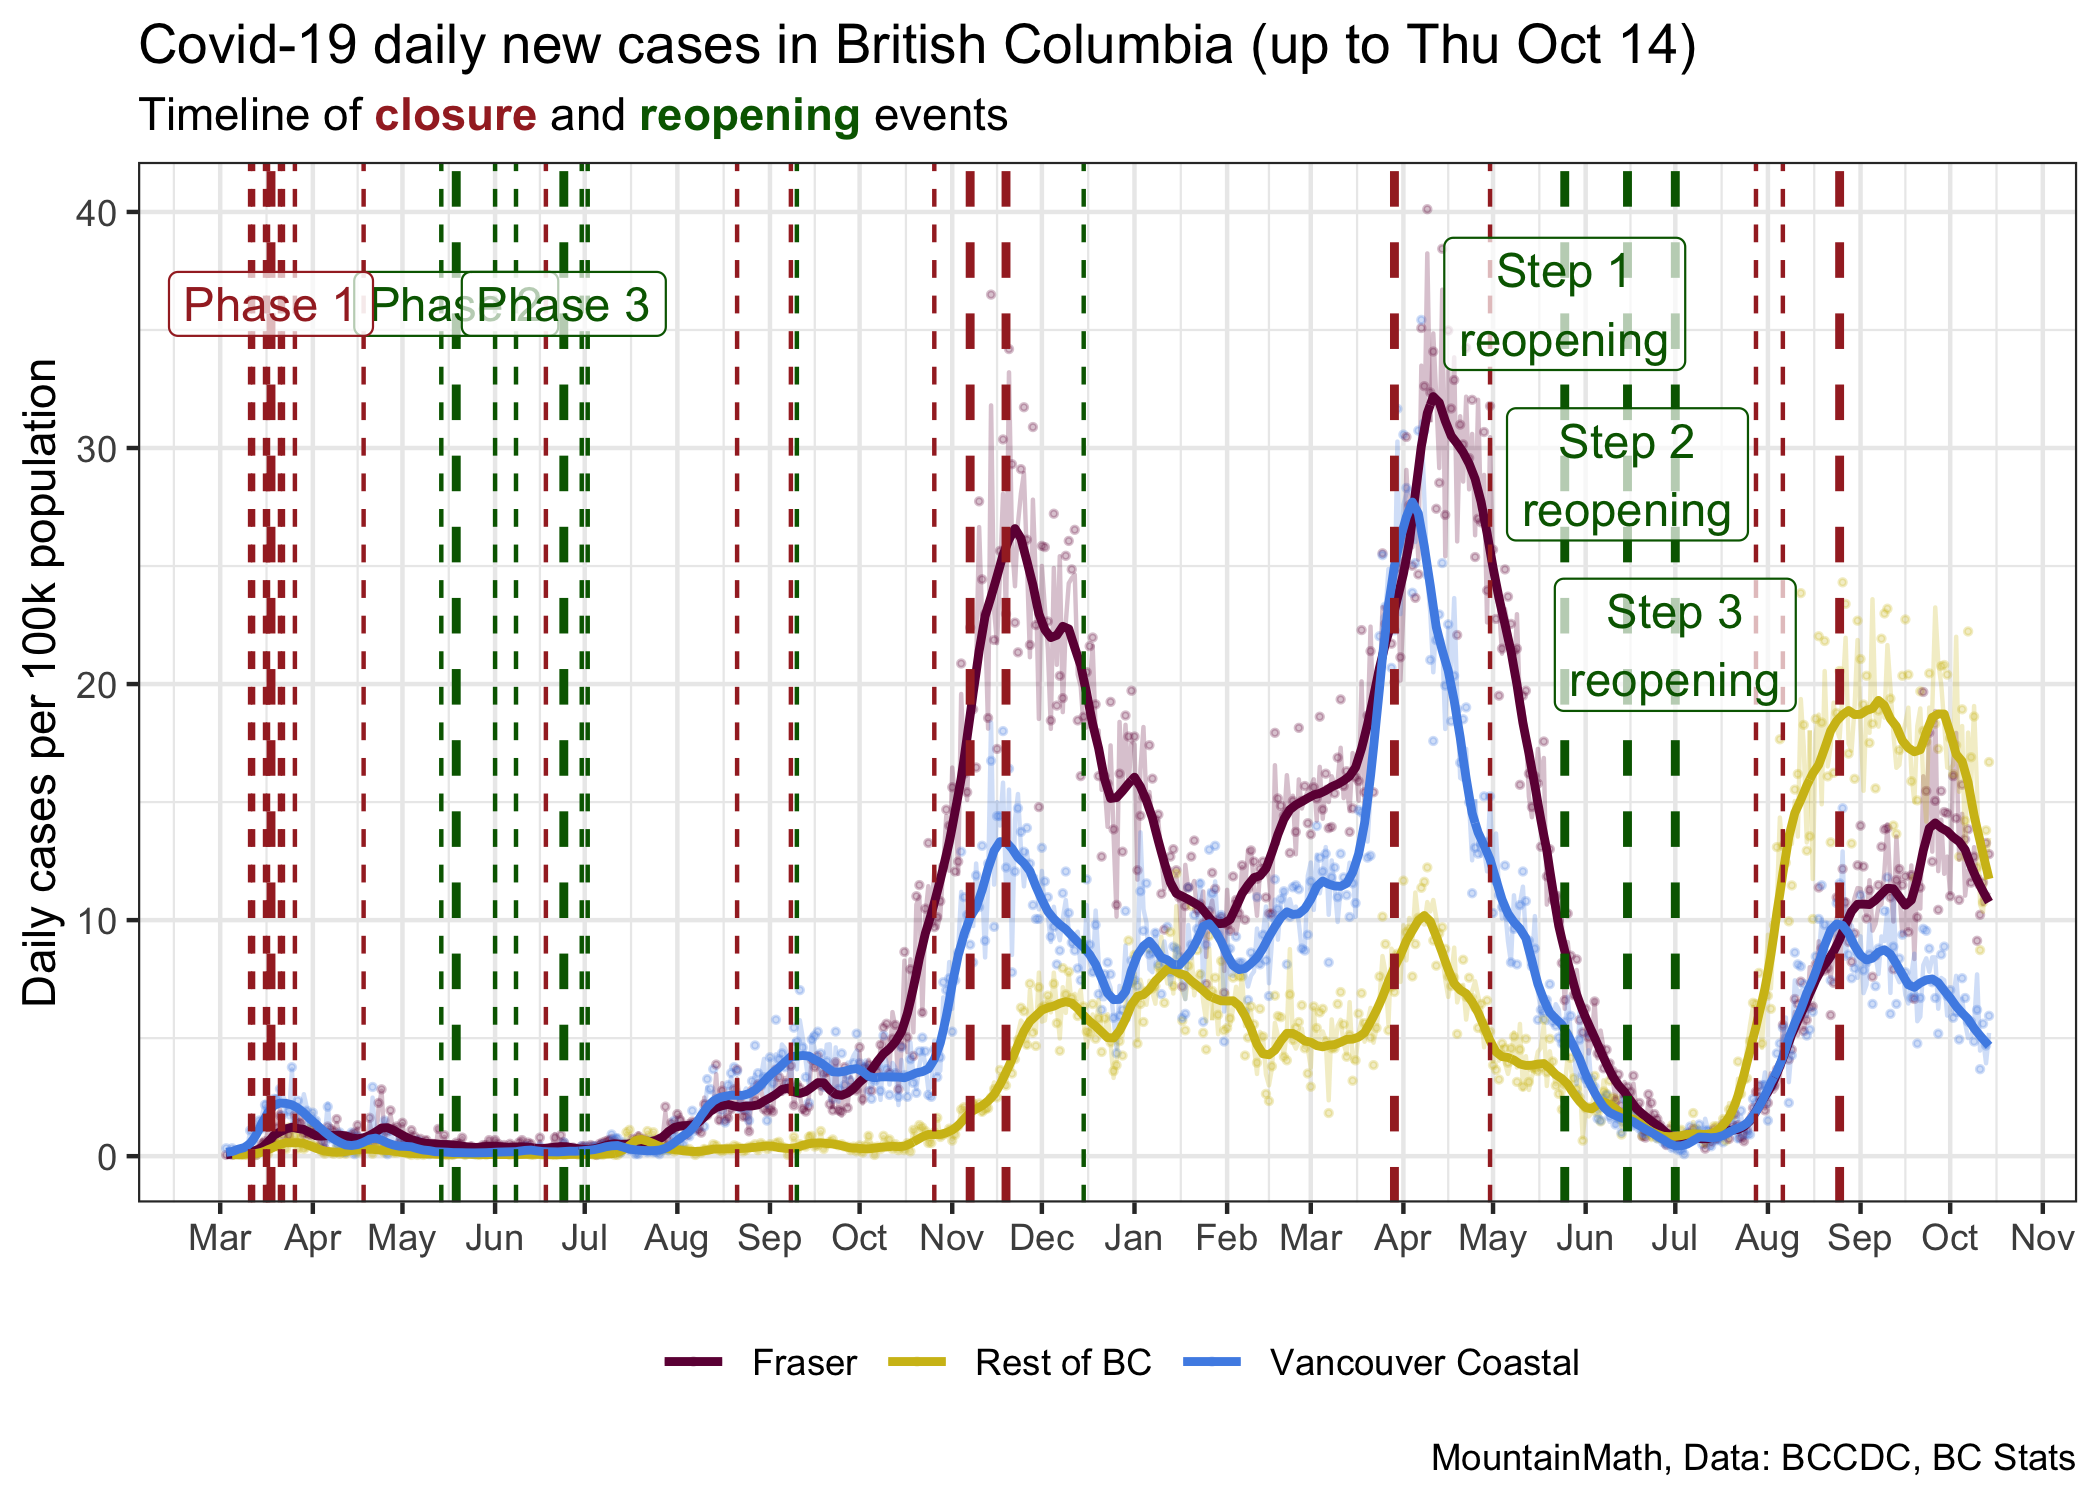 Covid-19 daily new cases in British Columbia (up to Thu Oct 14)
Timeline of closure and reopening events
Daily cases per 100k population
40
30
20
10
0
Phase 1
Phase 2
Phase 3
Step 1
reopening
Step 2
reopening
Step 3
reopening
Mar Apr May Jun Jul Aug Sep Oct Nov Dec Jan Feb Mar Apr May Jun Jul Aug Sep Oct Nov
Fraser Rest of BC Vancouver Coastal
MountainMath, Data: BCCDC, BC Stats